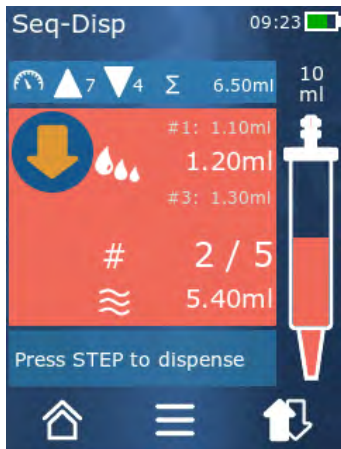 Seq-Disp 09:23
7 4 Σ 6.50ml 10 ml
#1: 1.10ml
1.20ml
#3: 1.30ml
# 2 / 5
5.40ml
Press STEP to dispense